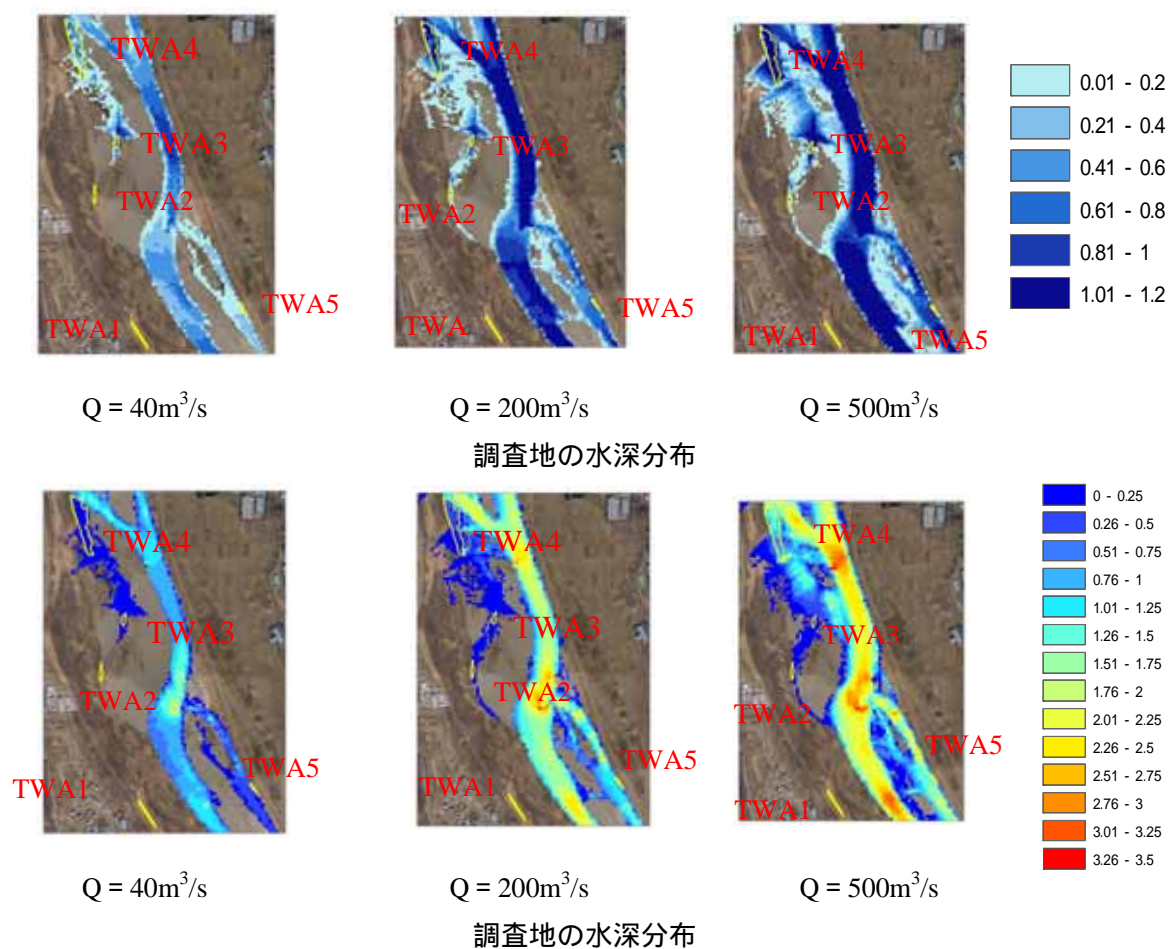 TWA4
TWA3
TWA2
TWA1
TWA5
TWA4
TWA3
TWA2
TWA
TWA5
TWA4
TWA3
TWA2
TWA1
TWA5
0.01 - 0.2
0.21 - 0.4
0.41 - 0.6
0.61 - 0.8
0.81 - 1
1.01 - 1.2
Q = 40m³/s
Q = 200m³/s
Q = 500m³/s
調査地の水深分布
TWA4
TWA3
TWA2
TWA1
TWA5
TWA4
TWA3
TWA2
TWA1
TWA5
TWA4
TWA3
TWA2
TWA1
TWA5
0 - 0.25
0.26 - 0.5
0.51 - 0.75
0.76 - 1
1.01 - 1.25
1.26 - 1.5
1.51 - 1.75
1.76 - 2
2.01 - 2.25
2.26 - 2.5
2.51 - 2.75
2.76 - 3
3.01 - 3.25
3.26 - 3.5
Q = 40m³/s
Q = 200m³/s
Q = 500m³/s
調査地の水深分布